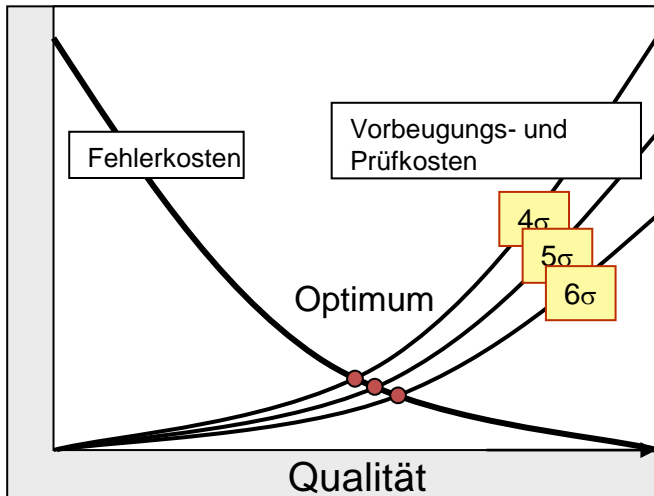 Fehlerkosten
Vorbeugungs- und
Prüfkosten
4σ
5σ
6σ
Optimum
Qualität